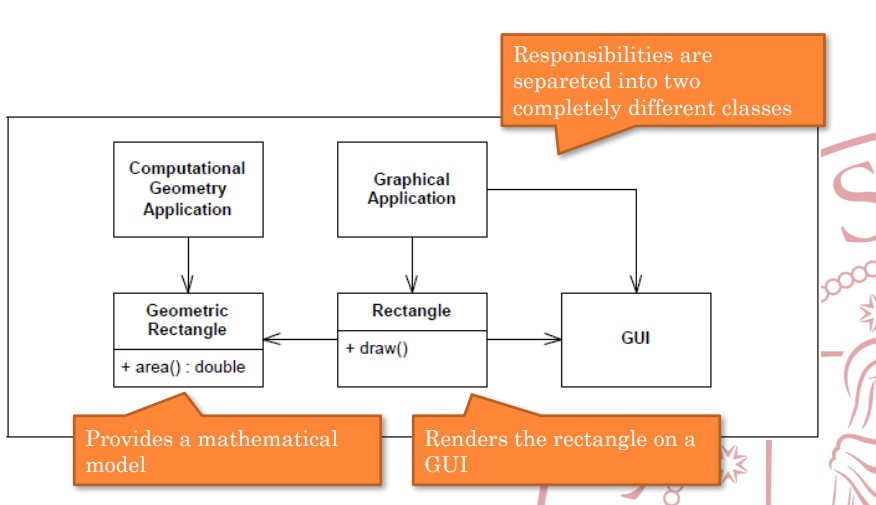 Responsibilities are
separeted into two
completely different classes
Computational
Geometry
Application
Graphical
Application
Geometric
Rectangle
+ area() : double
Rectangle
+ draw()
GUI
Provides a mathematical
model
Renders the rectangle on a
GUI